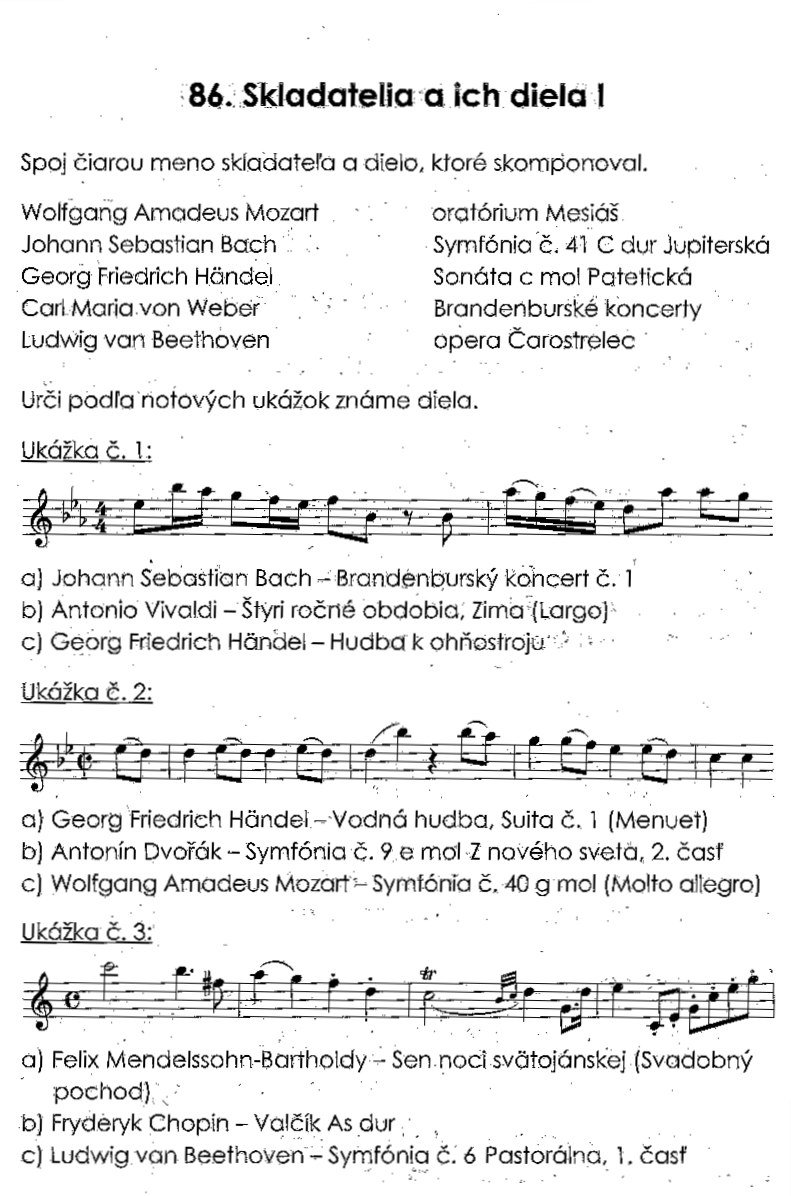 86. Skladatelia a ich diela I
Spoj čiarou meno skladateľa a dielo, ktoré skomponoval.
Wolfgang Amadeus Mozart oratórium Mesiáš
Johann Sebastian Bach Symfónia č. 41 C dur Jupiterská
Georg Friedrich Händel Sonáta c mol Patetická
Carl Maria von Weber Brandenburské koncerty
Ludwig van Beethoven opera Čarostrelec
Urči podľa notových ukážok známe diela.
Ukážka č. 1:
a) Johann Sebastian Bach – Brandenburský koncert č. 1
b) Antonio Vivaldi – Štyri ročné obdobia, Zima (Largo)
c) Georg Friedrich Händel – Hudba k ohňostroju
Ukážka č. 2:
a) Georg Friedrich Händel – Vodná hudba, Suita č. 1 (Menuet)
b) Antonín Dvořák – Symfónia č. 9 e mol Z nového sveta, 2. časť
c) Wolfgang Amadeus Mozart – Symfónia č. 40 g mol (Molto allegro)
Ukážka č. 3:
tr
a) Felix Mendelssohn-Bartholdy – Sen noci svätojánskej (Svadobný
pochod)
b) Fryderyk Chopin – Valčík As dur
c) Ludwig van Beethoven – Symfónia č. 6 Pastorálna, 1. časť